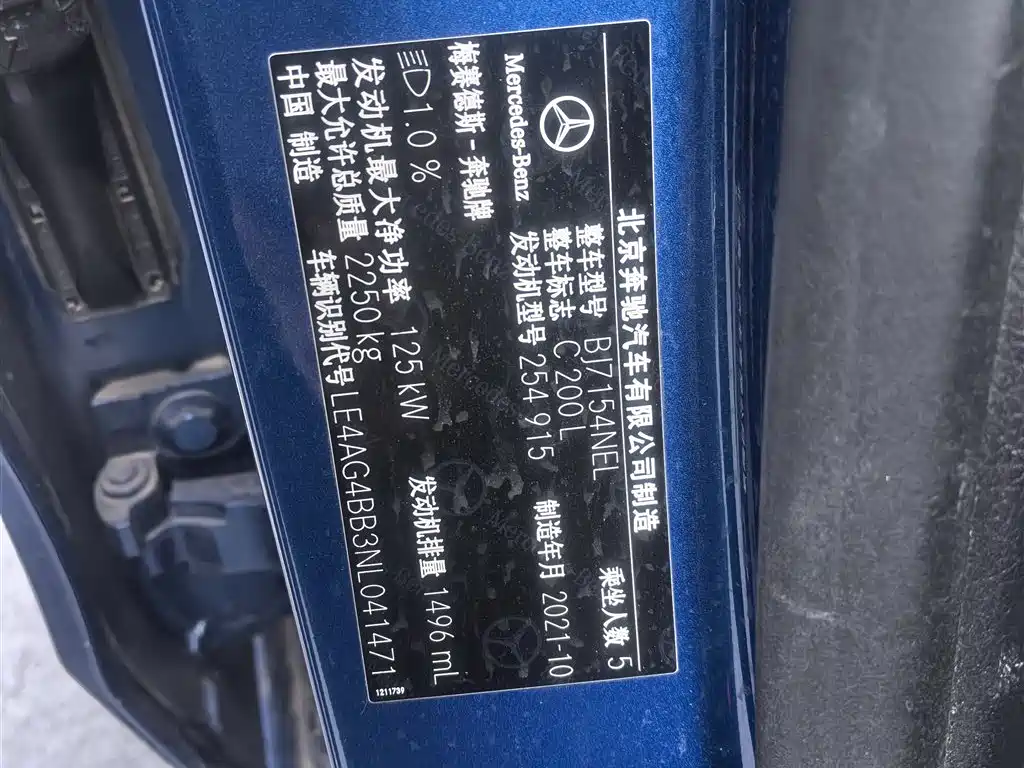 北京奔驰汽车有限公司制造
整车型号 BJ7154NEL 乘坐人数 5
整车标志 C 200 L
发动机型号 254 915 制造年月 2021-10
Mercedes-Benz
梅赛德斯-奔驰牌
1.0 %
发动机最大净功率 125 kW 发动机排量 1496 mL
最大允许总质量 2250 kg
中国 制造 车辆识别代号 LE4AG4BB3NL041471
1211739